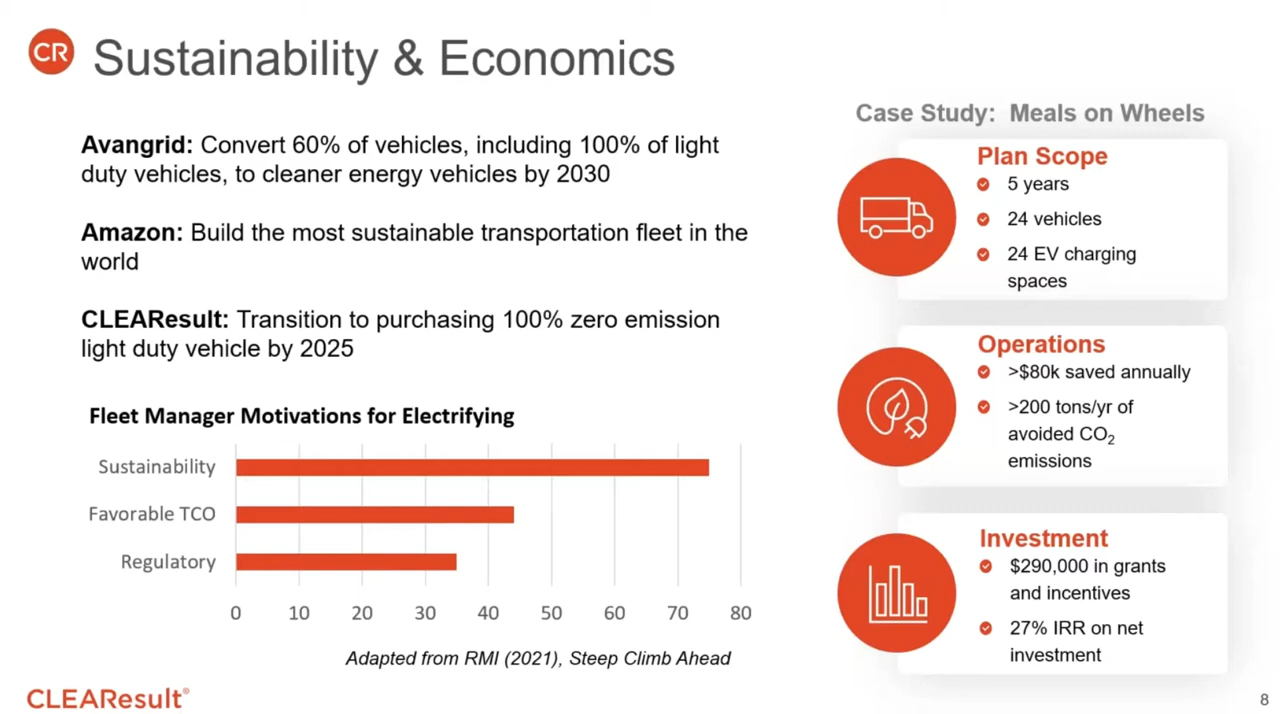 CR
Sustainability & Economics
Avangrid: Convert 60% of vehicles, including 100% of light
duty vehicles, to cleaner energy vehicles by 2030
Amazon: Build the most sustainable transportation fleet in the
world
CLEAResult: Transition to purchasing 100% zero emission
light duty vehicle by 2025
Fleet Manager Motivations for Electrifying
Sustainability
Favorable TCO
Regulatory
0 10 20 30 40 50 60 70 80
Adapted from RMI (2021), Steep Climb Ahead
Case Study: Meals on Wheels
Plan Scope
5 years
24 vehicles
24 EV charging
spaces
Operations
>$80k saved annually
>200 tons/yr of
avoided CO₂
emissions
Investment
$290,000 in grants
and incentives
27% IRR on net
investment
CLEAResult®
8